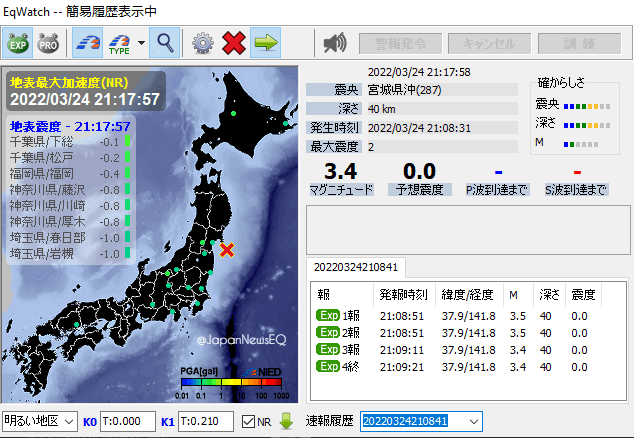 EqWatch -- 簡易履歴表示中
EXP PRO TYPE 警報発令 キャンセル 訓 練
地表最大加速度(NR)
2022/03/24 21:17:57
地表震度 - 21:17:57
千葉県/下総 -0.1
千葉県/松戸 -0.2
福岡県/福岡 -0.4
神奈川県/藤沢 -0.8
神奈川県/川崎 -0.8
神奈川県/厚木 -0.8
埼玉県/春日部 -1.0
埼玉県/岩槻 -1.0
@JapanNewsEQ
PGA[gal] NIED
0.01 0.1 1.0 10 100 1000
2022/03/24 21:17:58
震央 宮城県沖(287)
深さ 40 km
発生時刻 2022/03/24 21:08:31
最大震度 2
確からしさ
震央
深さ
M
3.4 0.0 - -
マグニチュード 予想震度 P波到達まで S波到達まで
20220324210841
報 発報時刻 緯度/経度 M 深さ 震度
Exp 1報 21:08:51 37.9/141.8 3.5 40 0.0
Exp 2報 21:08:51 37.9/141.8 3.5 40 0.0
Exp 3報 21:09:11 37.9/141.8 3.4 40 0.0
Exp 4終 21:09:21 37.9/141.8 3.4 40 0.0
明るい地区 K0 T:0.000 K1 T:0.210 NR 速報履歴 20220324210841